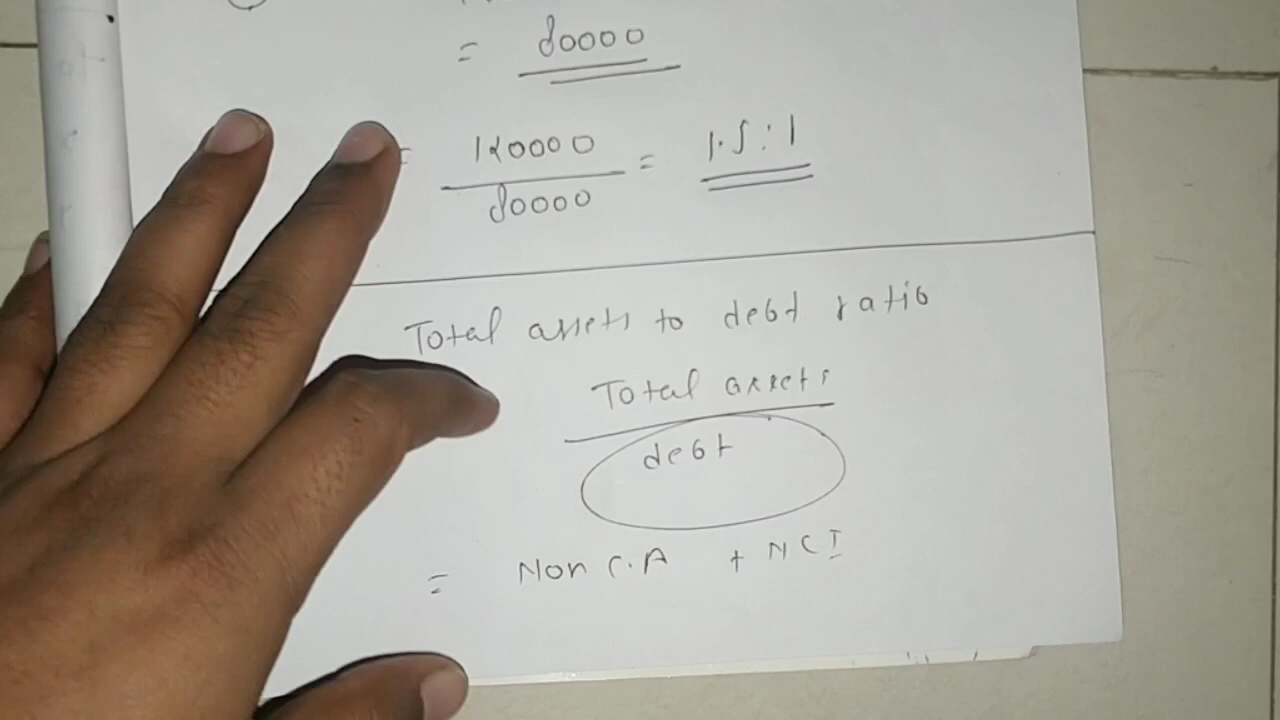 = 80000
= 120000 / 80000 = 1.5 : 1
Total assets to debt ratio
Total assets
debt
= Non C.A + NCI